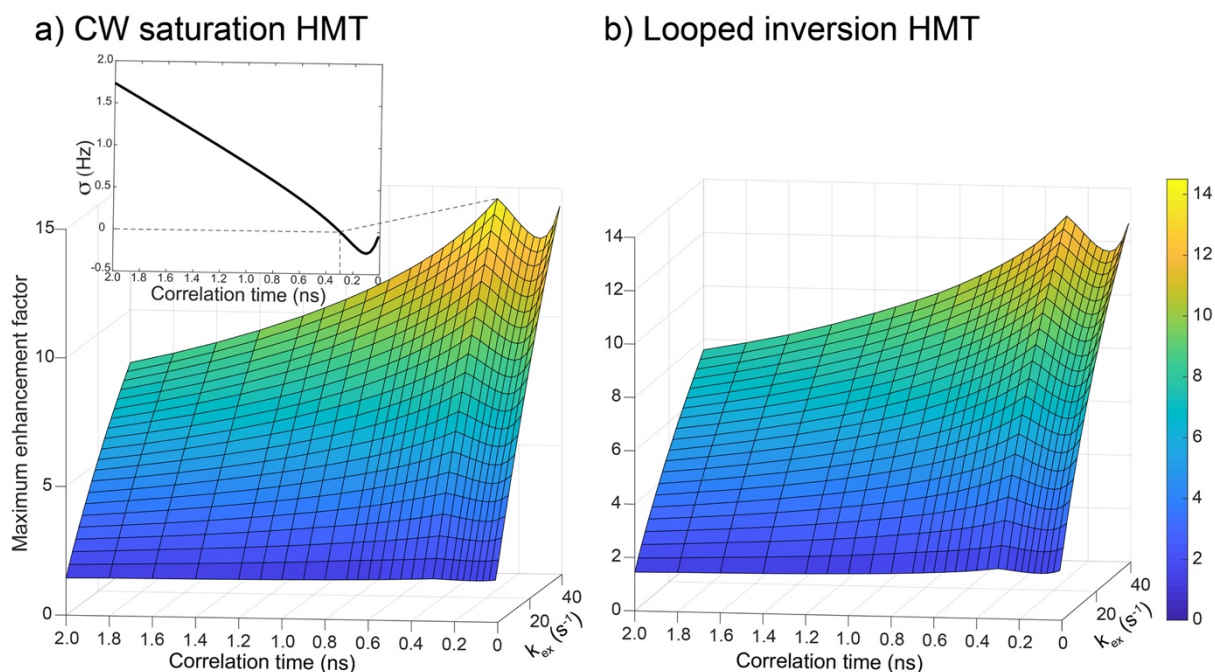 a) CW saturation HMT
b) Looped inversion HMT
2.0
1.5
1.0
0.5
0
-0.5
σ (Hz)
2.0 1.8 1.6 1.4 1.2 1.0 0.8 0.6 0.4 0.2 0
Correlation time (ns)
15
10
5
0
Maximum enhancement factor
2.0 1.8 1.6 1.4 1.2 1.0 0.8 0.6 0.4 0.2 0
Correlation time (ns)
20
40
k_ex (s⁻¹)
14
12
10
8
6
4
2
0
2.0 1.8 1.6 1.4 1.2 1.0 0.8 0.6 0.4 0.2 0
Correlation time (ns)
20
40
k_ex (s⁻¹)
14
12
10
8
6
4
2
0